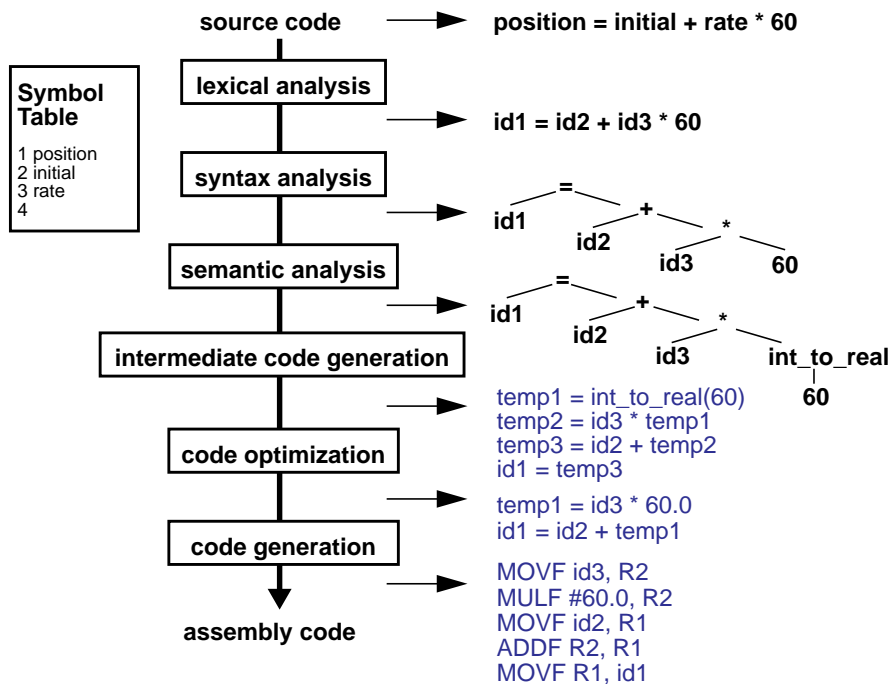 source code
position = initial + rate * 60
lexical analysis
Symbol
Table
1 position
2 initial
3 rate
4
id1 = id2 + id3 * 60
syntax analysis
=
id1
+
id2
*
id3
60
semantic analysis
=
id1
+
id2
*
id3
int_to_real
60
intermediate code generation
temp1 = int_to_real(60)
temp2 = id3 * temp1
temp3 = id2 + temp2
id1 = temp3
code optimization
temp1 = id3 * 60.0
id1 = id2 + temp1
code generation
MOVF id3, R2
MULF #60.0, R2
MOVF id2, R1
ADDF R2, R1
MOVF R1, id1
assembly code